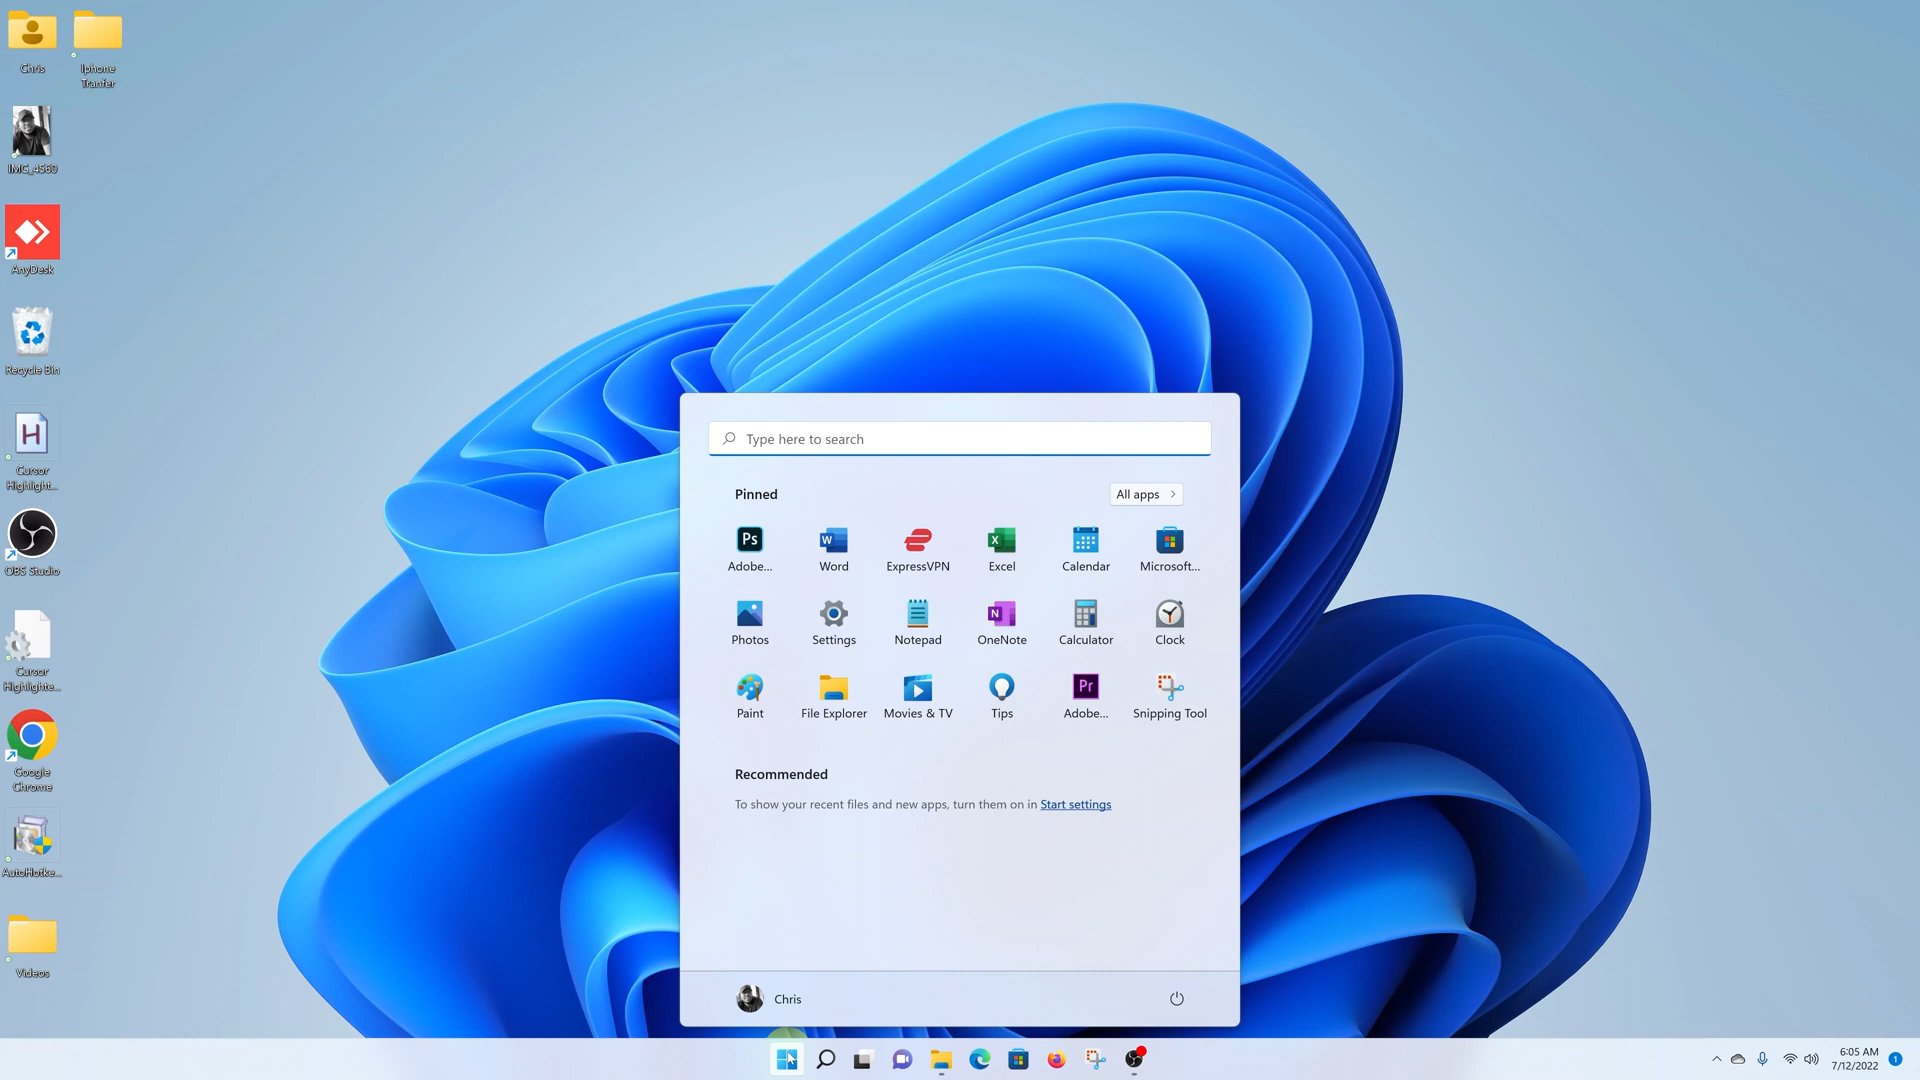 Chris
Iphone
Tranfer
IMG_4580
AnyDesk
Recycle Bin
H
Cursor
Highlight...
OBS Studio
Cursor
Highlighte...
Google
Chrome
AutoHotke...
Videos
Type here to search
Pinned
All apps
Ps
W
X
Adobe...
Word
ExpressVPN
Excel
Calendar
Microsoft...
N
Photos
Settings
Notepad
OneNote
Calculator
Clock
Pr
Paint
File Explorer
Movies & TV
Tips
Adobe...
Snipping Tool
Recommended
To show your recent files and new apps, turn them on in Start settings
Chris
6:05 AM
7/12/2022
1